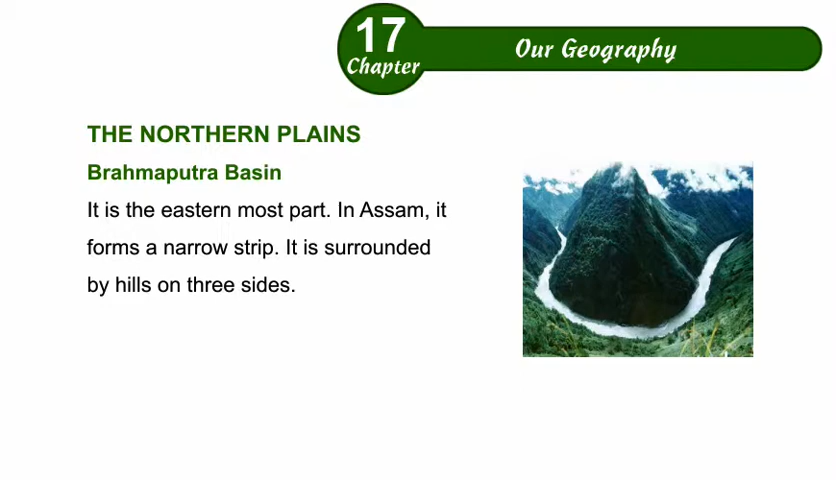 17
Chapter
Our Geography
THE NORTHERN PLAINS
Brahmaputra Basin
It is the eastern most part. In Assam, it
forms a narrow strip. It is surrounded
by hills on three sides.